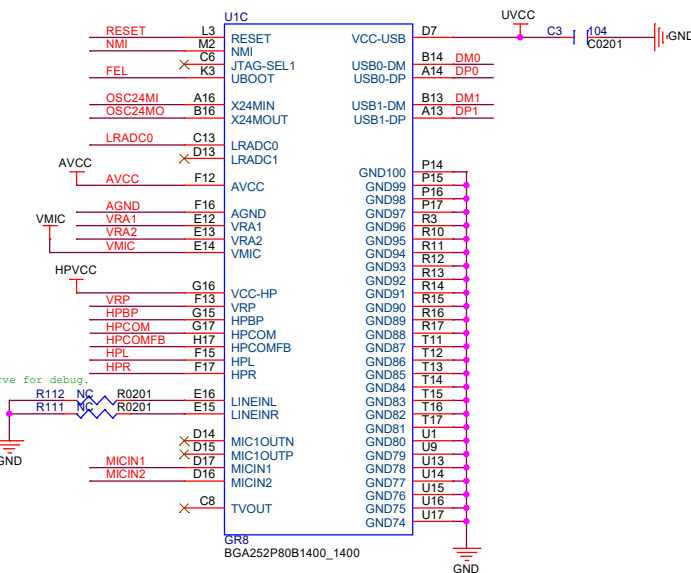 U1C
UVCC
RESET L3 RESET VCC-USB D7 C3 104 GND
C0201
NMI M2 NMI
C6 JTAG-SEL1 USB0-DM B14 DM0
FEL K3 UBOOT USB0-DP A14 DP0
OSC24MI A16 X24MIN USB1-DM B13 DM1
OSC24MO B16 X24MOUT USB1-DP A13 DP1
LRADC0 C13 LRADC0
D13 LRADC1
AVCC
GND100 P14
AVCC F12 AVCC GND99 P15
GND98 P16
AGND F16 AGND GND97 P17
VMIC
VRA1 E12 VRA1 GND96 R3
VRA2 E13 VRA2 GND95 R10
VMIC E14 VMIC GND94 R11
GND93 R12
HPVCC
GND92 R13
G16 VCC-HP GND91 R14
VRP F13 VRP GND90 R15
HPBP G15 HPBP GND89 R16
HPCOM G17 HPCOM GND88 R17
HPCOMFB H17 HPCOMFB GND87 T11
HPL F15 HPL GND86 T12
HPR F17 HPR GND85 T13
rve for debug.
GND84 T14
R112 NC R0201 E16 LINEINL GND83 T15
R111 NC R0201 E15 LINEINR GND82 T16
GND81 T17
GND
D14 MIC1OUTN GND80 U1
D15 MIC1OUTP GND79 U9
MICIN1 D17 MICIN1 GND78 U13
MICIN2 D16 MICIN2 GND77 U14
GND76 U15
C8 TVOUT GND75 U16
GND74 U17
GR8
BGA252P80B1400_1400
GND